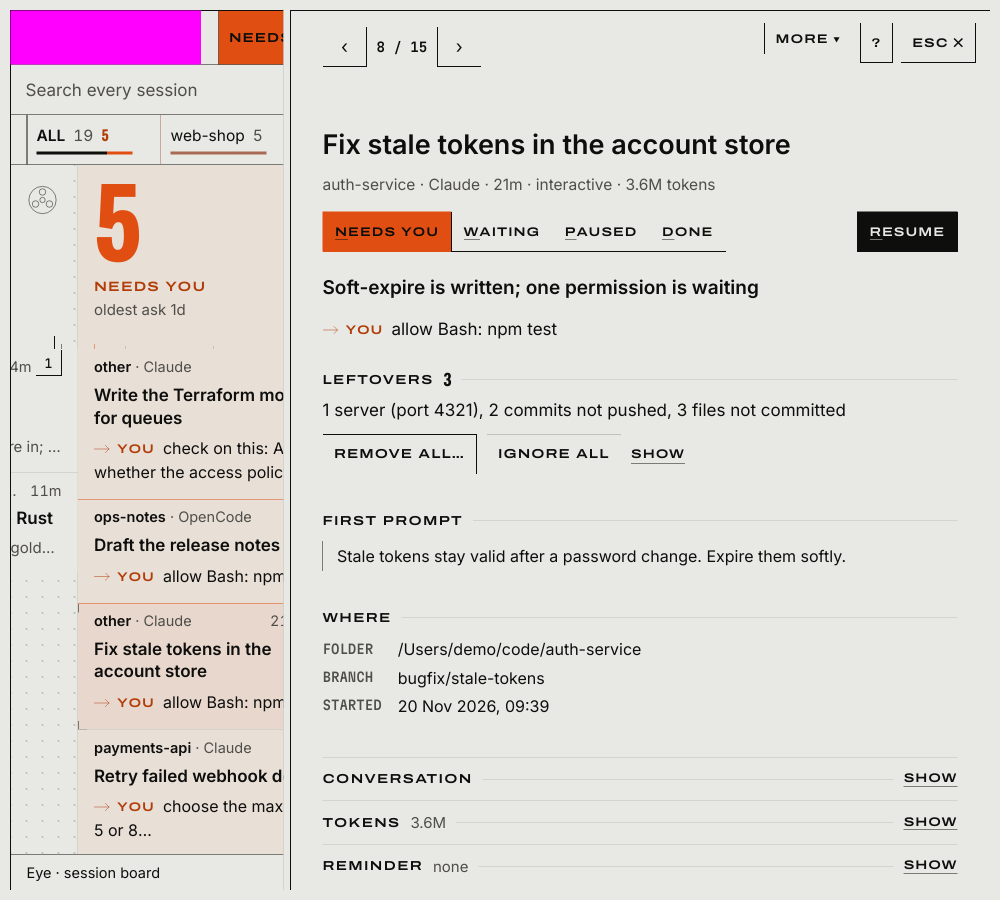 NEEDS
Search every session
ALL 19 5
web-shop 5
5
NEEDS YOU
oldest ask 1d
4m 1
re in; ...
11m
Rust
gold...
other · Claude
Write the Terraform mo
for queues
→ YOU check on this: A
whether the access polic
ops-notes · OpenCode
Draft the release notes
→ YOU allow Bash: npm
other · Claude 21
Fix stale tokens in the
account store
→ YOU allow Bash: npm
payments-api · Claude
Retry failed webhook d
→ YOU choose the max
5 or 8...
Eye · session board
‹ 8 / 15 ›
MORE ▾
?
ESC ✕
Fix stale tokens in the account store
auth-service · Claude · 21m · interactive · 3.6M tokens
NEEDS YOU WAITING PAUSED DONE
RESUME
Soft-expire is written; one permission is waiting
→ YOU allow Bash: npm test
LEFTOVERS 3
1 server (port 4321), 2 commits not pushed, 3 files not committed
REMOVE ALL... IGNORE ALL SHOW
FIRST PROMPT
Stale tokens stay valid after a password change. Expire them softly.
WHERE
FOLDER /Users/demo/code/auth-service
BRANCH bugfix/stale-tokens
STARTED 20 Nov 2026, 09:39
CONVERSATION SHOW
TOKENS 3.6M SHOW
REMINDER none SHOW